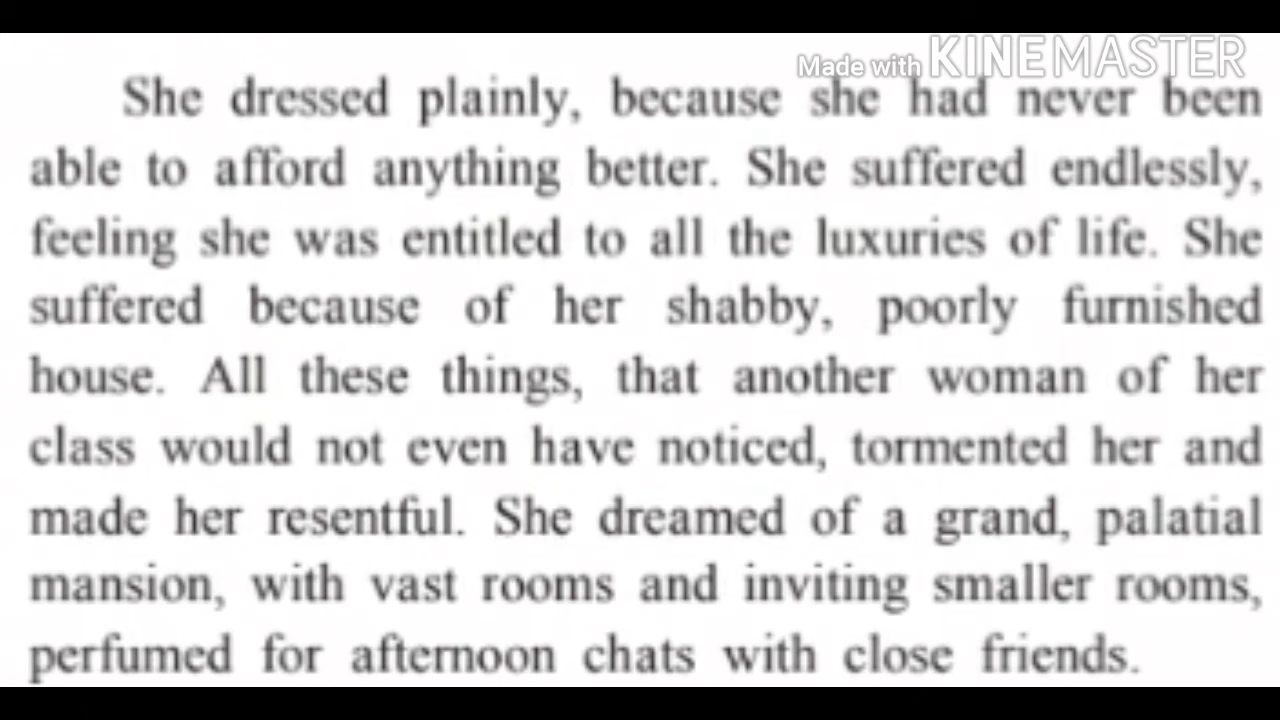 Made with KINEMASTER
She dressed plainly, because she had never been
able to afford anything better. She suffered endlessly,
feeling she was entitled to all the luxuries of life. She
suffered because of her shabby, poorly furnished
house. All these things, that another woman of her
class would not even have noticed, tormented her and
made her resentful. She dreamed of a grand, palatial
mansion, with vast rooms and inviting smaller rooms,
perfumed for afternoon chats with close friends.